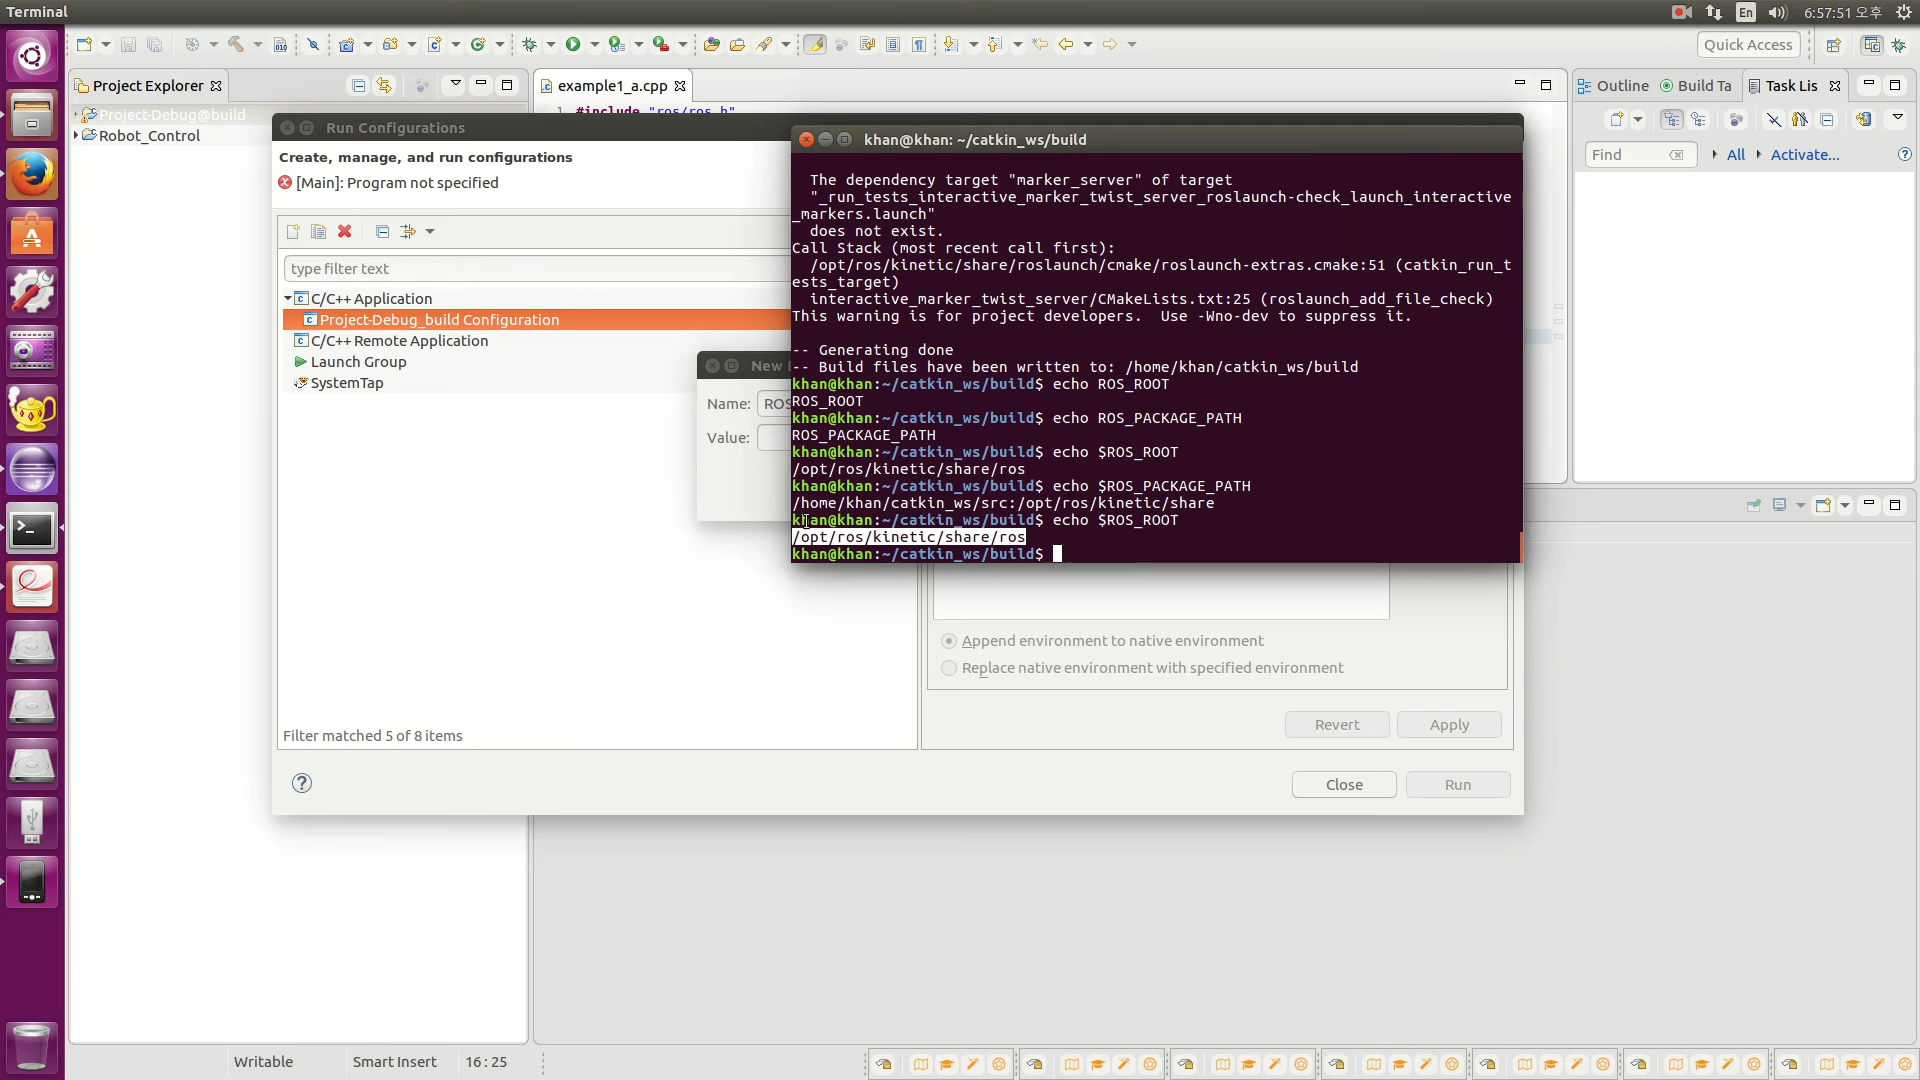 Terminal
En
6:57:51 오후
Quick Access
Project Explorer
example1_a.cpp
Outline
Build Ta
Task Lis
Project-Debug@build
Robot_Control
1 #include "ros/ros.h"
Find
All
Activate...
Run Configurations
Create, manage, and run configurations
[Main]: Program not specified
type filter text
C/C++ Application
Project-Debug_build Configuration
C/C++ Remote Application
Launch Group
SystemTap
Filter matched 5 of 8 items
Name: ROS
Value:
khan@khan: ~/catkin_ws/build
The dependency target "marker_server" of target
"_run_tests_interactive_marker_twist_server_roslaunch-check_launch_interactive
_markers.launch"
does not exist.
Call Stack (most recent call first):
/opt/ros/kinetic/share/roslaunch/cmake/roslaunch-extras.cmake:51 (catkin_run_t
ests_target)
interactive_marker_twist_server/CMakeLists.txt:25 (roslaunch_add_file_check)
This warning is for project developers.  Use -Wno-dev to suppress it.
-- Generating done
-- Build files have been written to: /home/khan/catkin_ws/build
khan@khan:~/catkin_ws/build$ echo ROS_ROOT
ROS_ROOT
khan@khan:~/catkin_ws/build$ echo ROS_PACKAGE_PATH
ROS_PACKAGE_PATH
khan@khan:~/catkin_ws/build$ echo $ROS_ROOT
/opt/ros/kinetic/share/ros
khan@khan:~/catkin_ws/build$ echo $ROS_PACKAGE_PATH
/home/khan/catkin_ws/src:/opt/ros/kinetic/share
khan@khan:~/catkin_ws/build$ echo $ROS_ROOT
/opt/ros/kinetic/share/ros
khan@khan:~/catkin_ws/build$
Append environment to native environment
Replace native environment with specified environment
Revert
Apply
Close
Run
Writable
Smart Insert
16 : 25